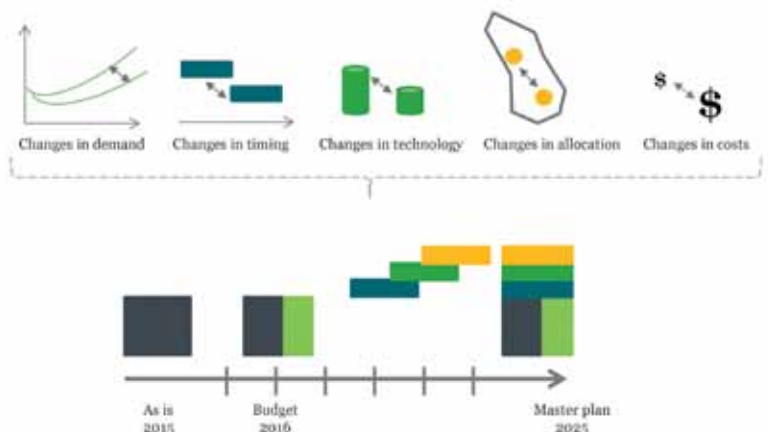 Changes in demand
Changes in timing
Changes in technology
Changes in allocation
Changes in costs
$ $
As is
2015
Budget
2016
Master plan
2025